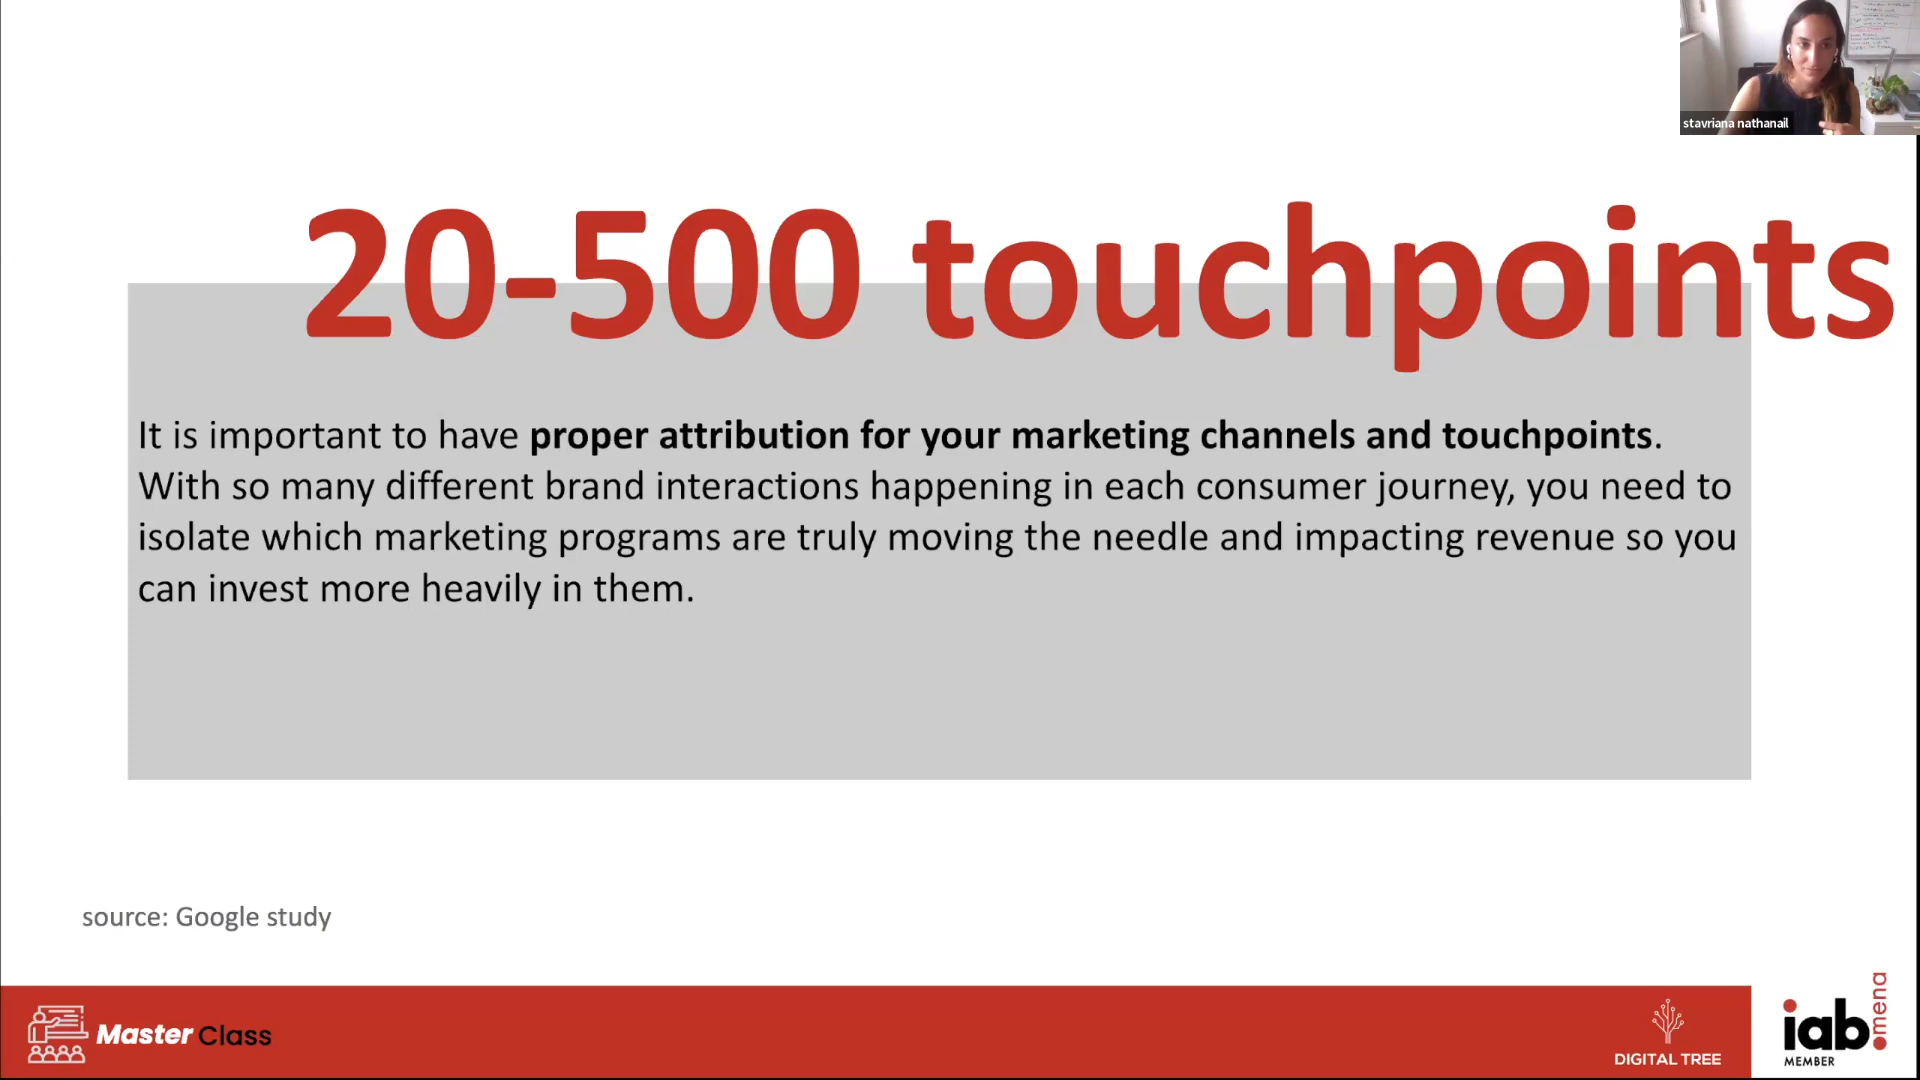 stavriana nathanail
20-500 touchpoints
It is important to have proper attribution for your marketing channels and touchpoints.
With so many different brand interactions happening in each consumer journey, you need to
isolate which marketing programs are truly moving the needle and impacting revenue so you
can invest more heavily in them.
source: Google study
Master Class
DIGITAL TREE
iab mena
MEMBER